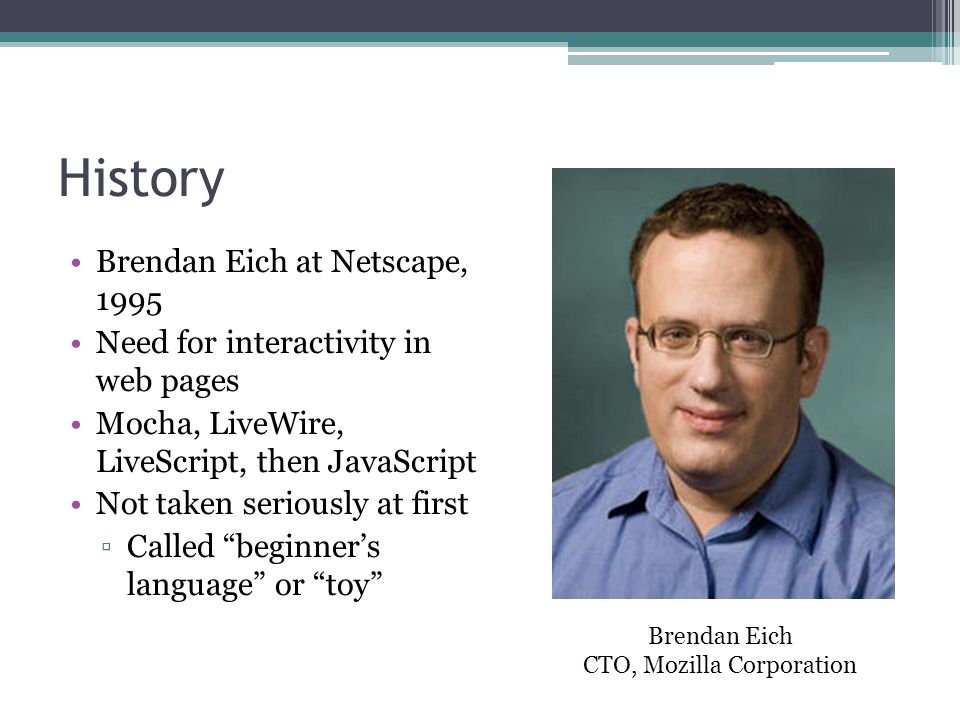 History
• Brendan Eich at Netscape,
1995
• Need for interactivity in
web pages
• Mocha, LiveWire,
LiveScript, then JavaScript
• Not taken seriously at first
▫ Called “beginner’s
language” or “toy”
Brendan Eich
CTO, Mozilla Corporation